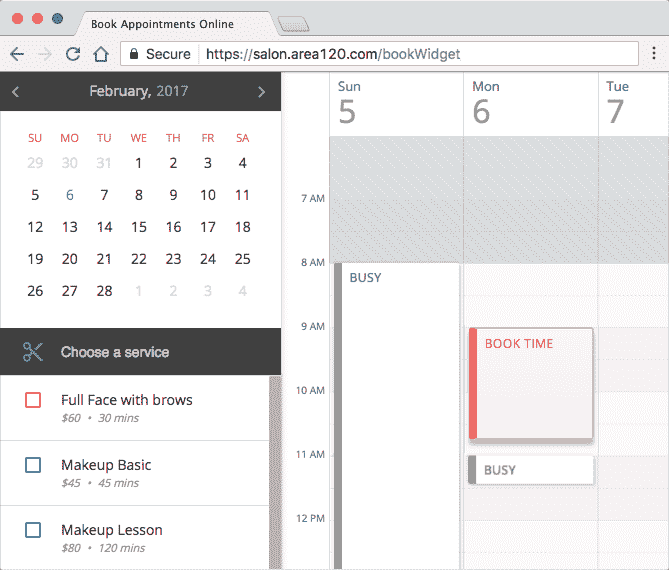 Book Appointments Online
Secure https://salon.area120.com/bookWidget
February, 2017
SU MO TU WE TH FR SA
29 30 31 1 2 3 4
5 6 7 8 9 10 11
12 13 14 15 16 17 18
19 20 21 22 23 24 25
26 27 28 1 2 3 4
Choose a service
Full Face with brows
$60 • 30 mins
Makeup Basic
$45 • 45 mins
Makeup Lesson
$80 • 120 mins
Sun Mon Tue
5 6 7
7 AM
8 AM
BUSY
9 AM
BOOK TIME
10 AM
11 AM
BUSY
12 PM